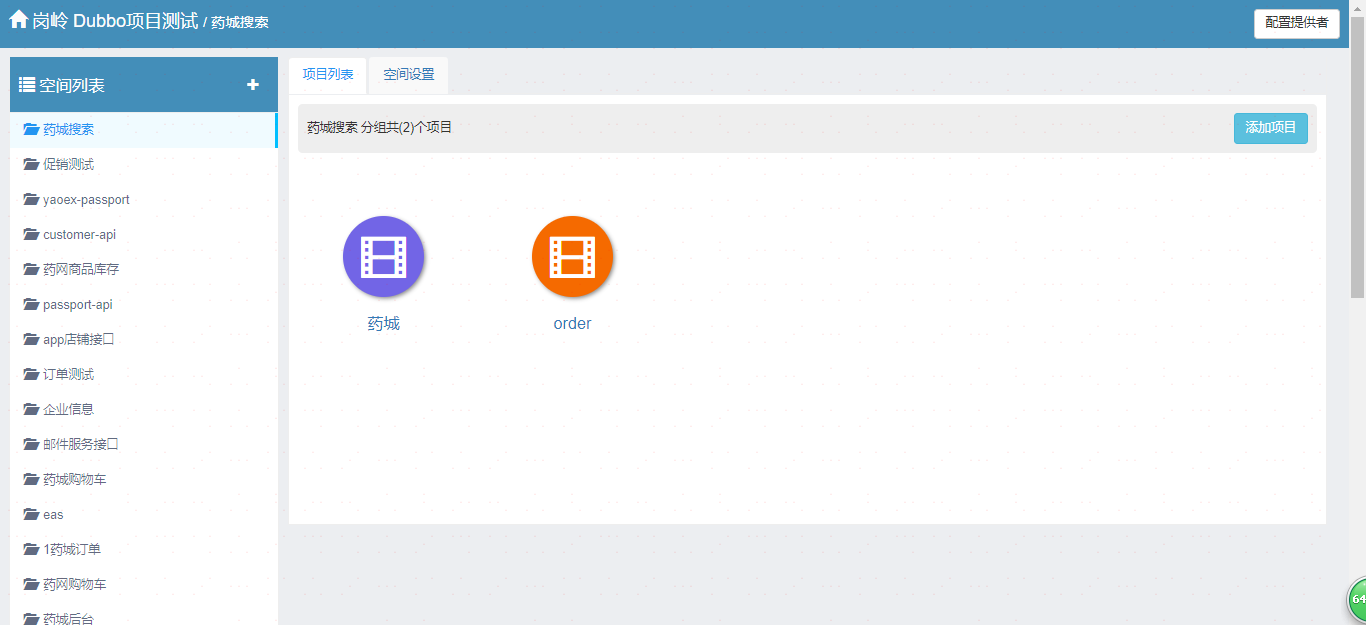 岗岭 Dubbo项目测试 / 药城搜索
配置提供者
空间列表
药城搜索
促销测试
yaoex-passport
customer-api
药网商品库存
passport-api
app店铺接口
订单测试
企业信息
邮件服务接口
药城购物车
eas
1药城订单
药网购物车
药城后台
项目列表
空间设置
药城搜索 分组共(2)个项目
添加项目
药城
order
64